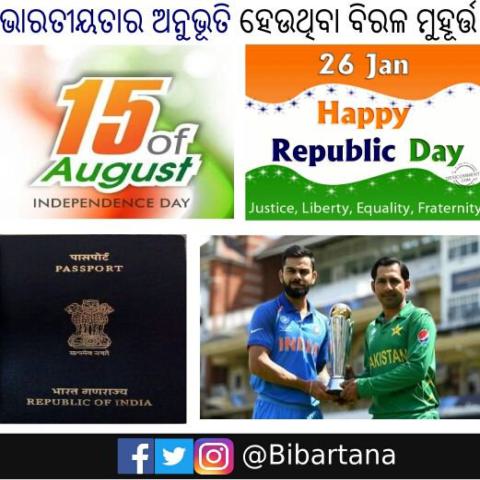 ଭାରତୀୟତାର ଅନୁଭୂତି ହେଉଥିବା ବିରଳ ମୁହୂର୍ତ୍ତ
15 of
August
INDEPENDENCE DAY
26 Jan
Happy
Republic Day
Justice, Liberty, Equality, Fraternity
पासपोर्ट
PASSPORT
सत्यमेव जयते
भारत गणराज्य
REPUBLIC OF INDIA
INDIA
PAKISTAN
@Bibartana